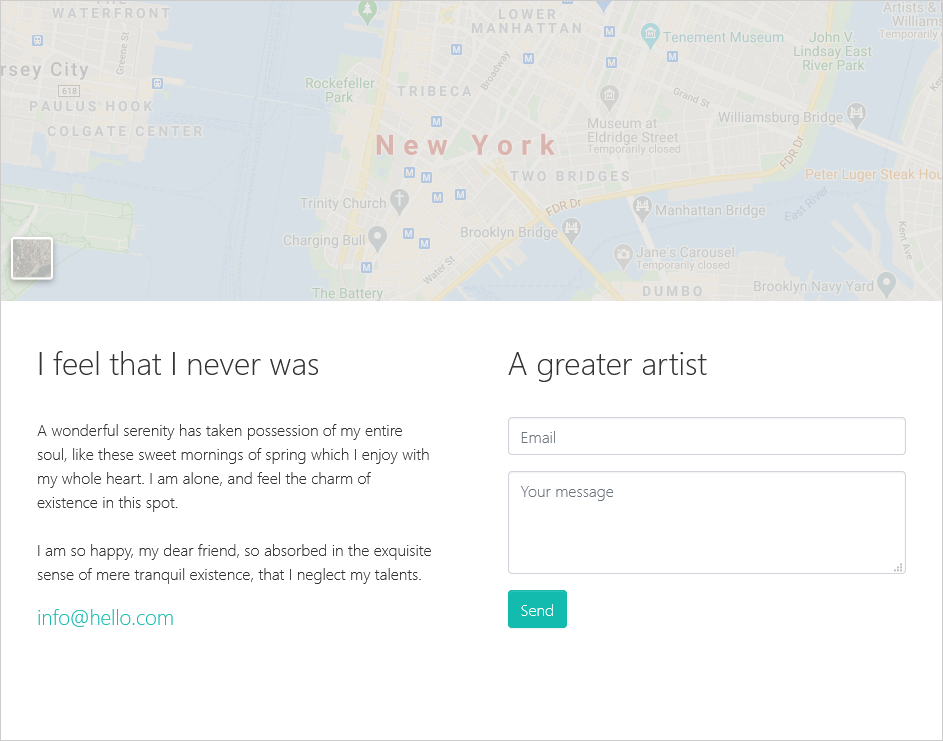 THE
WATERFRONT
LOWER
MANHATTAN
Artists &
Williams
Temporarily c
Tenement Museum
John V.
Lindsay East
River Park
Greene St
rsey City
618
PAULUS HOOK
COLGATE CENTER
Rockefeller
Park
TRIBECA
Broadway
Grand St
Williamsburg Bridge
Museum at
Eldridge Street
Temporarily closed
New York
FDR Dr
TWO BRIDGES
Peter Luger Steak Hou
Trinity Church
FDR Dr
Manhattan Bridge
East River
Charging Bull
Brooklyn Bridge
Kent Ave
Jane's Carousel
Temporarily closed
Water St
The Battery
DUMBO
Brooklyn Navy Yard
I feel that I never was
A wonderful serenity has taken possession of my entire
soul, like these sweet mornings of spring which I enjoy with
my whole heart. I am alone, and feel the charm of
existence in this spot.
I am so happy, my dear friend, so absorbed in the exquisite
sense of mere tranquil existence, that I neglect my talents.
info@hello.com
A greater artist
Email
Your message
Send